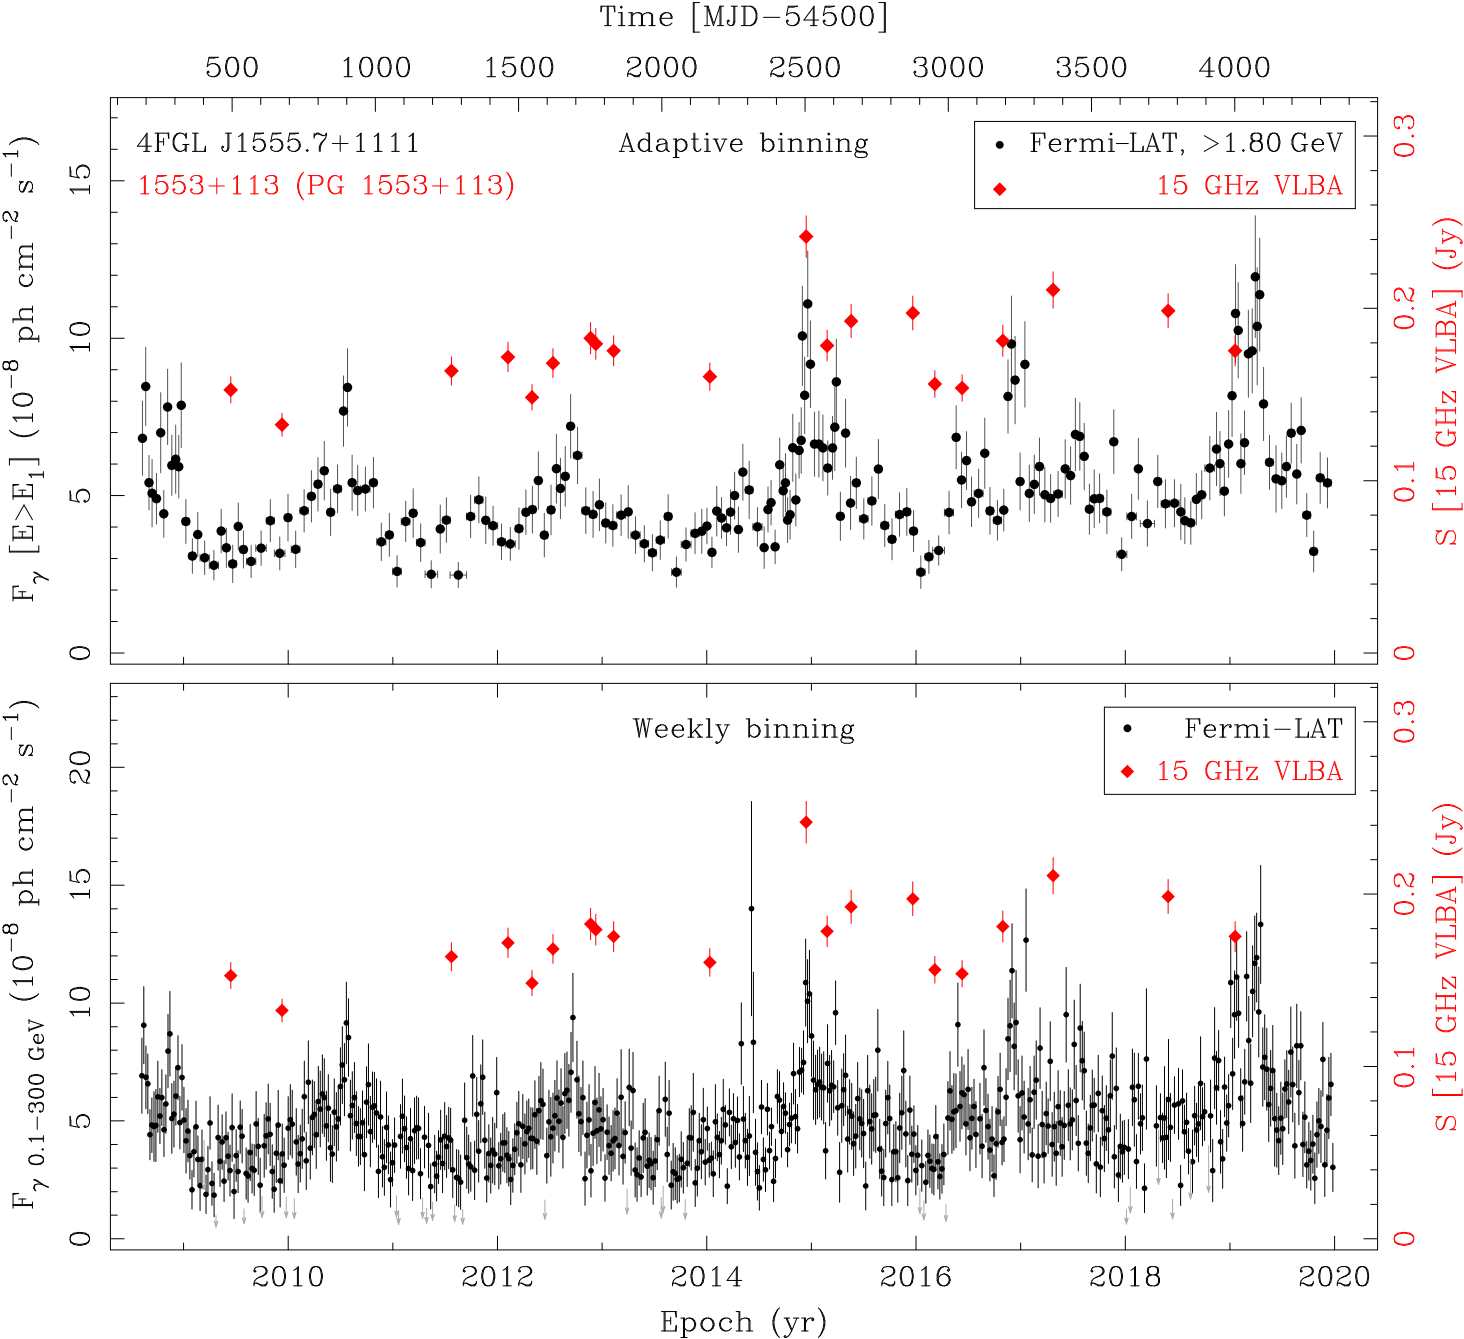 Time [MJD−54500]
500 1000 1500 2000 2500 3000 3500 4000
4FGL J1555.7+1111
1553+113 (PG 1553+113)
Adaptive binning
Fermi−LAT, >1.80 GeV
15 GHz VLBA
F_γ [E>E_1] (10^−8 ph cm^−2 s^−1)
15
10
5
0
S [15 GHz VLBA] (Jy)
0.3
0.2
0.1
0
Weekly binning
Fermi−LAT
15 GHz VLBA
F_γ 0.1−300 GeV (10^−8 ph cm^−2 s^−1)
20
15
10
5
0
S [15 GHz VLBA] (Jy)
0.3
0.2
0.1
0
2010 2012 2014 2016 2018 2020
Epoch (yr)